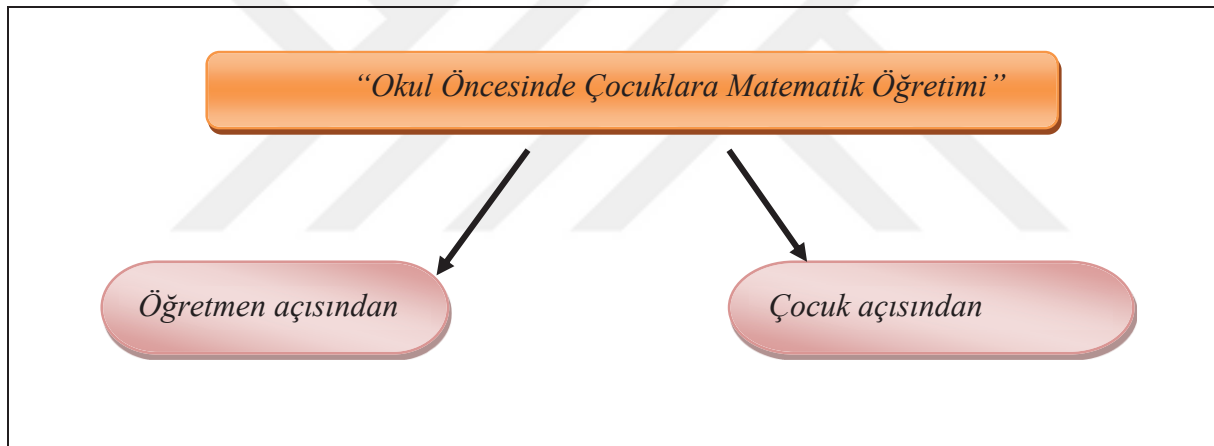 “Okul Öncesinde Çocuklara Matematik Öğretimi”
Öğretmen açısından
Çocuk açısından